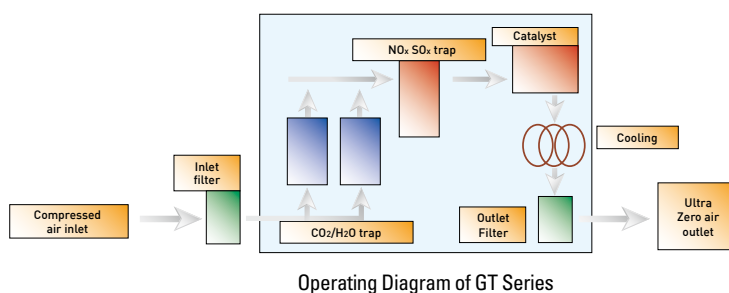 NOx SOx trap
Catalyst
Inlet
filter
Cooling
Compressed
air inlet
CO2/H2O trap
Outlet
Filter
Ultra
Zero air
outlet
Operating Diagram of GT Series